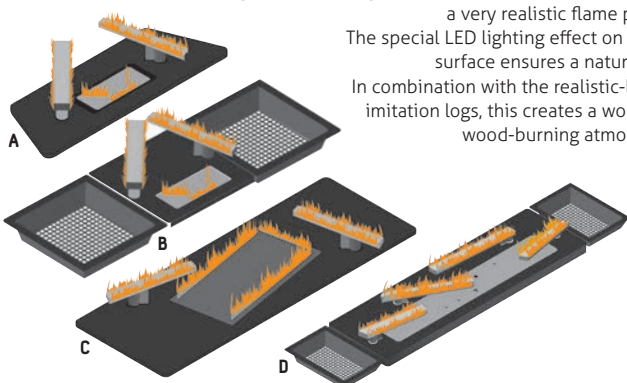 a very realistic flame p
The special LED lighting effect on
surface ensures a natur
In combination with the realistic-l
imitation logs, this creates a wo
wood-burning atmo
A
B
C
D